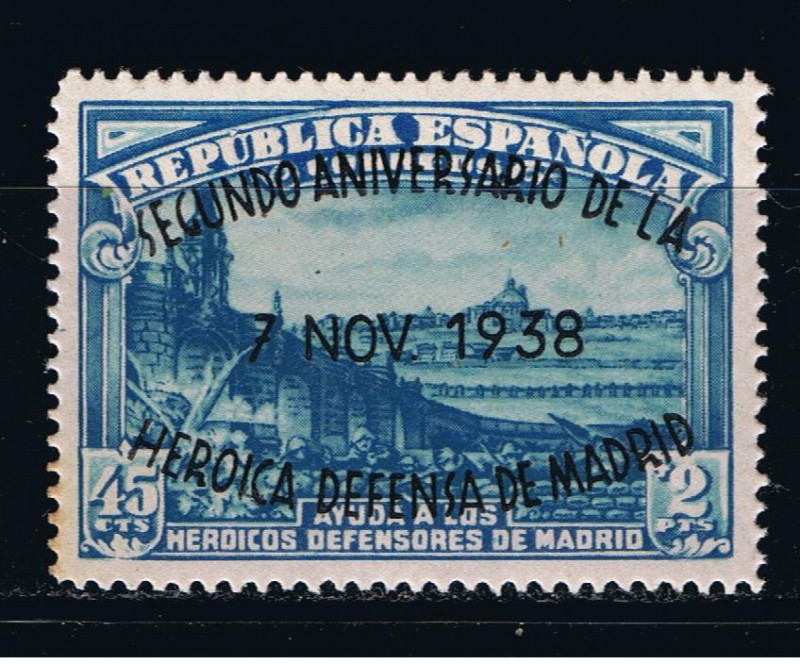 REPÚBLICA ESPAÑOLA
SEGUNDO ANIVERSARIO DE LA
7 NOV. 1938
HEROICA DEFENSA DE MADRID
45 CTS
2 PTS
AYUDA A LOS
HEROICOS DEFENSORES DE MADRID